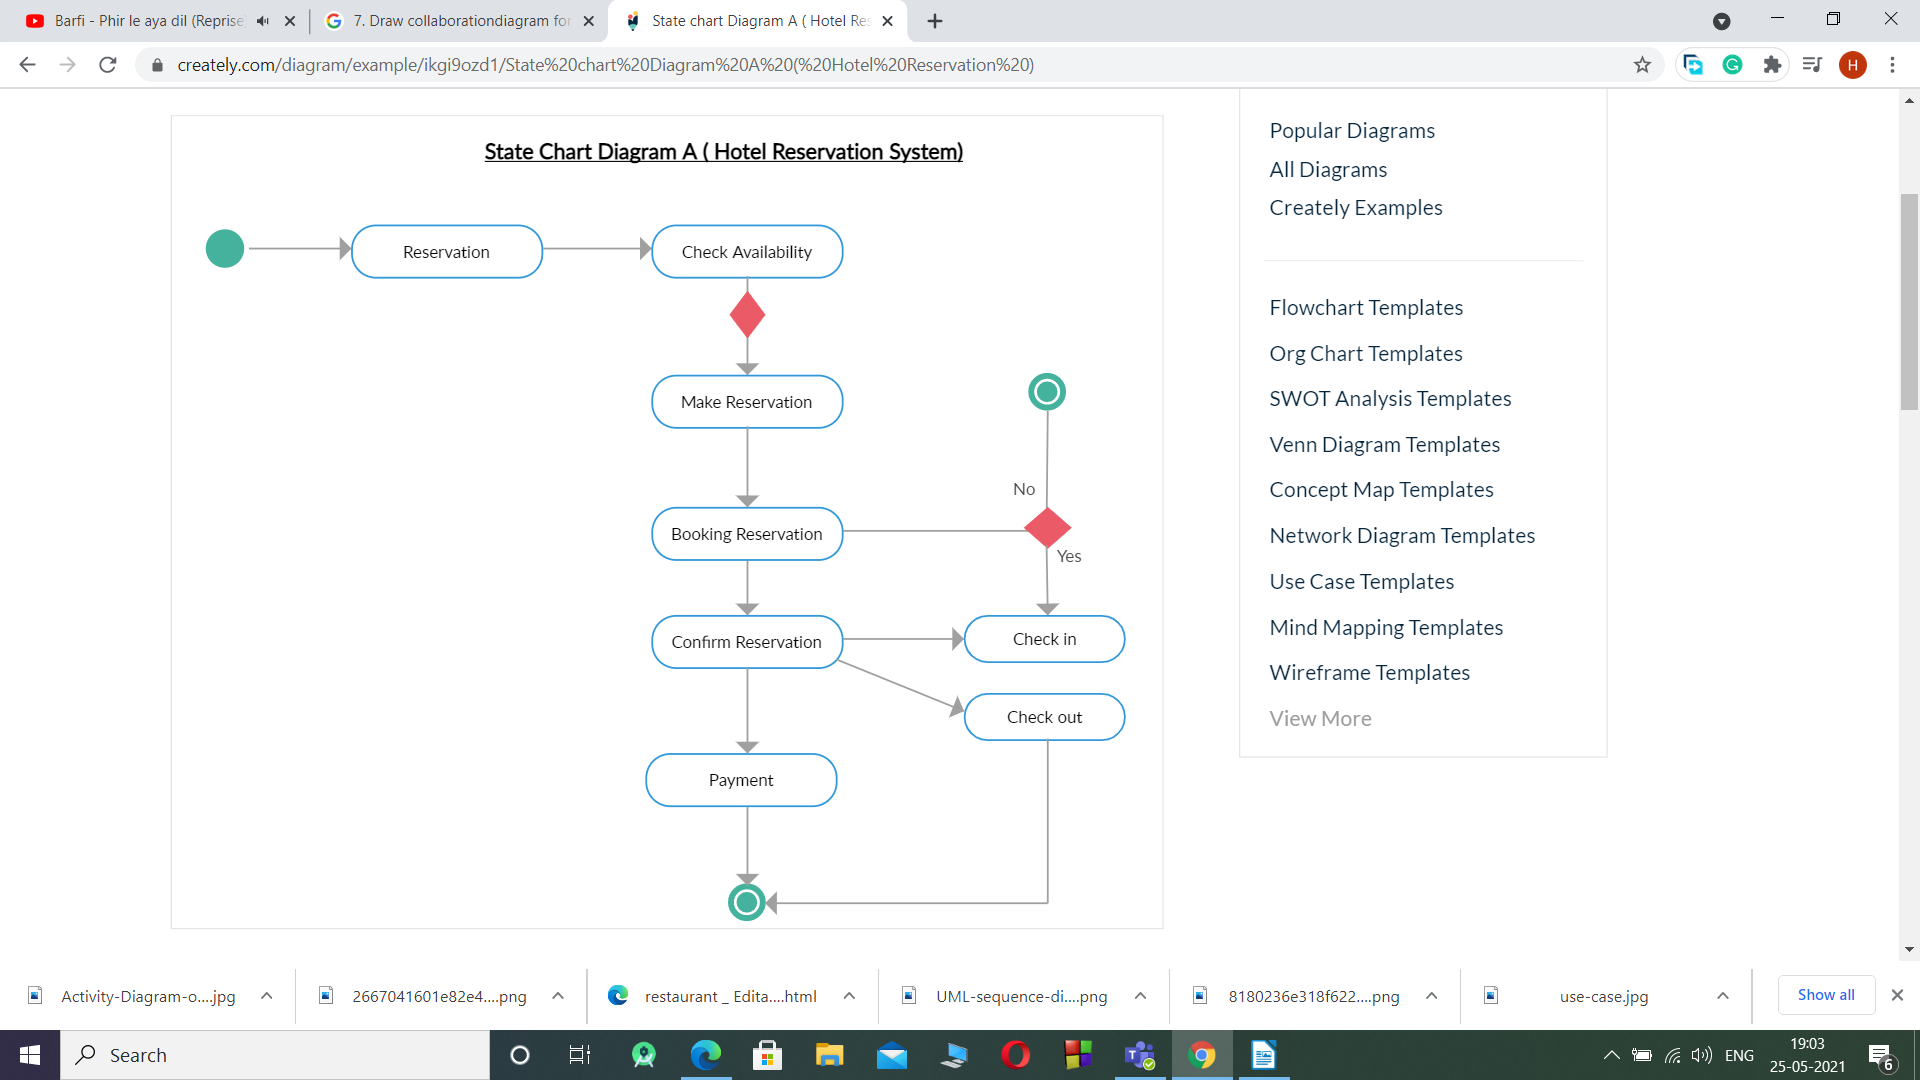 Barfi - Phir le aya dil (Reprise)
7. Draw collaborationdiagram for
State chart Diagram A ( Hotel Res
creately.com/diagram/example/ikgi9ozd1/State%20chart%20Diagram%20A%20(%20Hotel%20Reservation%20)
H
State Chart Diagram A ( Hotel Reservation System)
Reservation
Check Availability
Make Reservation
No
Booking Reservation
Yes
Confirm Reservation
Check in
Check out
Payment
Popular Diagrams
All Diagrams
Creately Examples
Flowchart Templates
Org Chart Templates
SWOT Analysis Templates
Venn Diagram Templates
Concept Map Templates
Network Diagram Templates
Use Case Templates
Mind Mapping Templates
Wireframe Templates
View More
Activity-Diagram-o....jpg
2667041601e82e4....png
restaurant _ Edita....html
UML-sequence-di....png
8180236e318f622....png
use-case.jpg
Show all
Search
ENG
19:03
25-05-2021
6